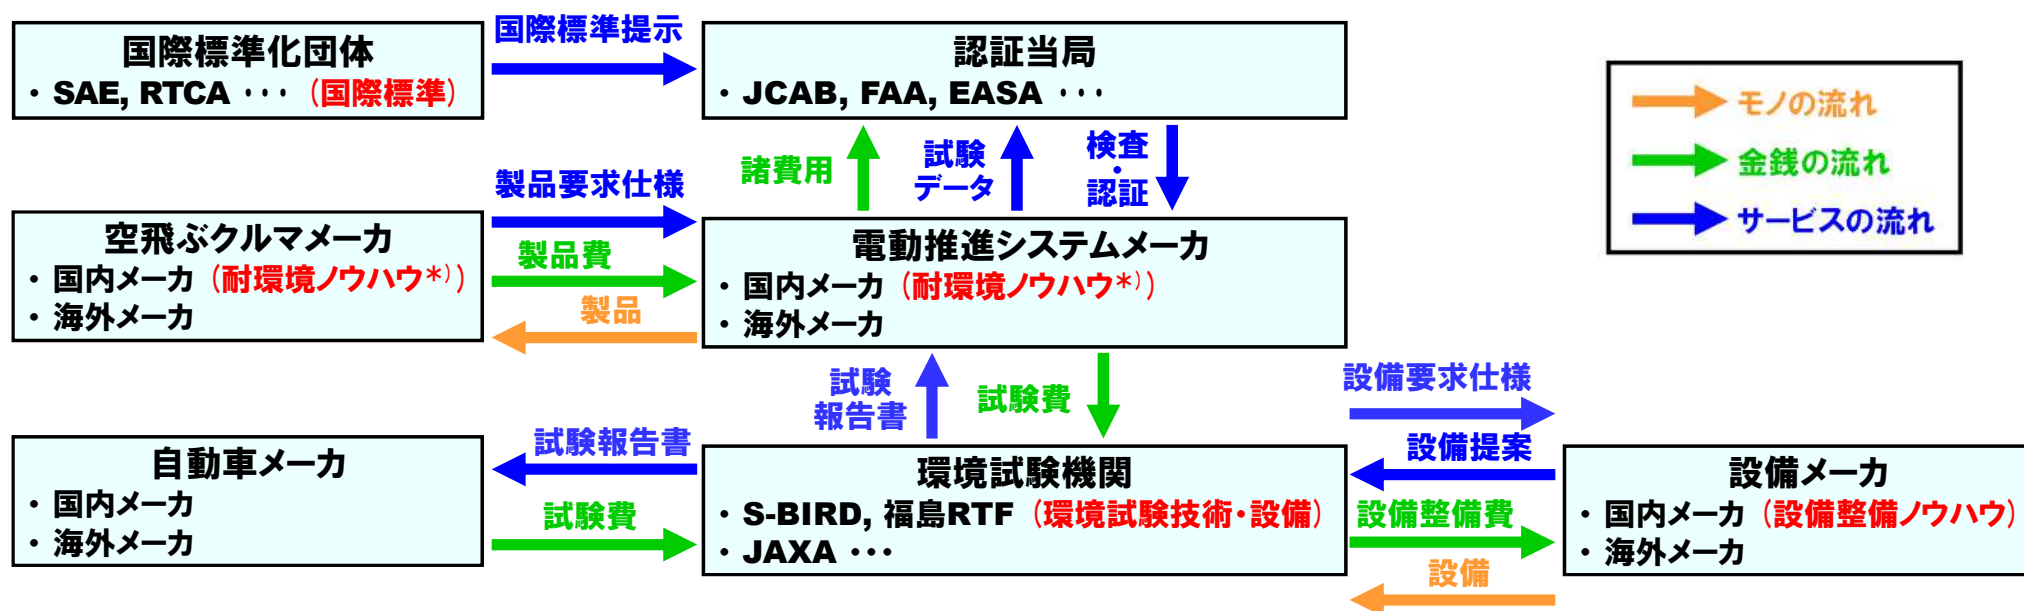 国際標準化団体
・ SAE, RTCA ･･･ (国際標準)
国際標準提示
認証当局
・ JCAB, FAA, EASA ･･･
モノの流れ
金銭の流れ
サービスの流れ
諸費用
試験
データ
検査
・
認証
製品要求仕様
空飛ぶクルマメーカ
・ 国内メーカ (耐環境ノウハウ*))
・ 海外メーカ
製品費
製品
電動推進システムメーカ
・ 国内メーカ (耐環境ノウハウ*))
・ 海外メーカ
試験
報告書
試験費
設備要求仕様
自動車メーカ
・ 国内メーカ
・ 海外メーカ
試験報告書
試験費
環境試験機関
・ S-BIRD, 福島RTF (環境試験技術・設備)
・ JAXA ･･･
設備提案
設備整備費
設備
設備メーカ
・ 国内メーカ (設備整備ノウハウ)
・ 海外メーカ